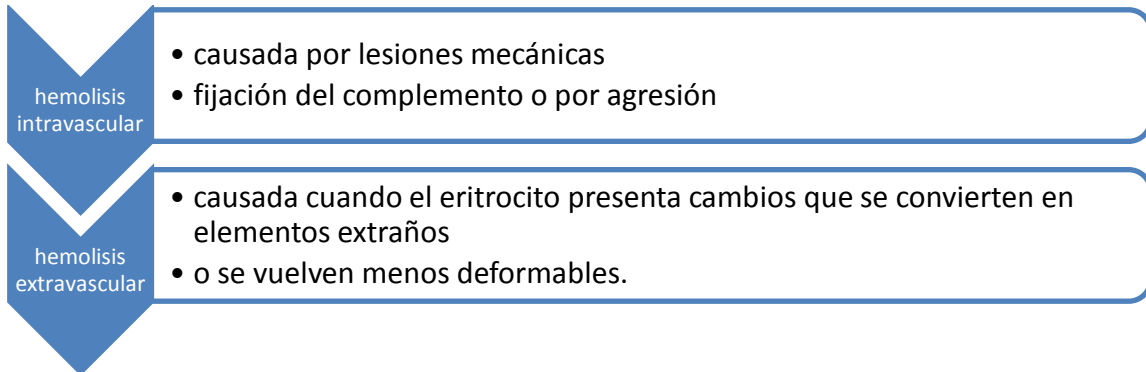 hemolisis
intravascular
• causada por lesiones mecánicas
• fijación del complemento o por agresión
hemolisis
extravascular
• causada cuando el eritrocito presenta cambios que se convierten en
elementos extraños
• o se vuelven menos deformables.